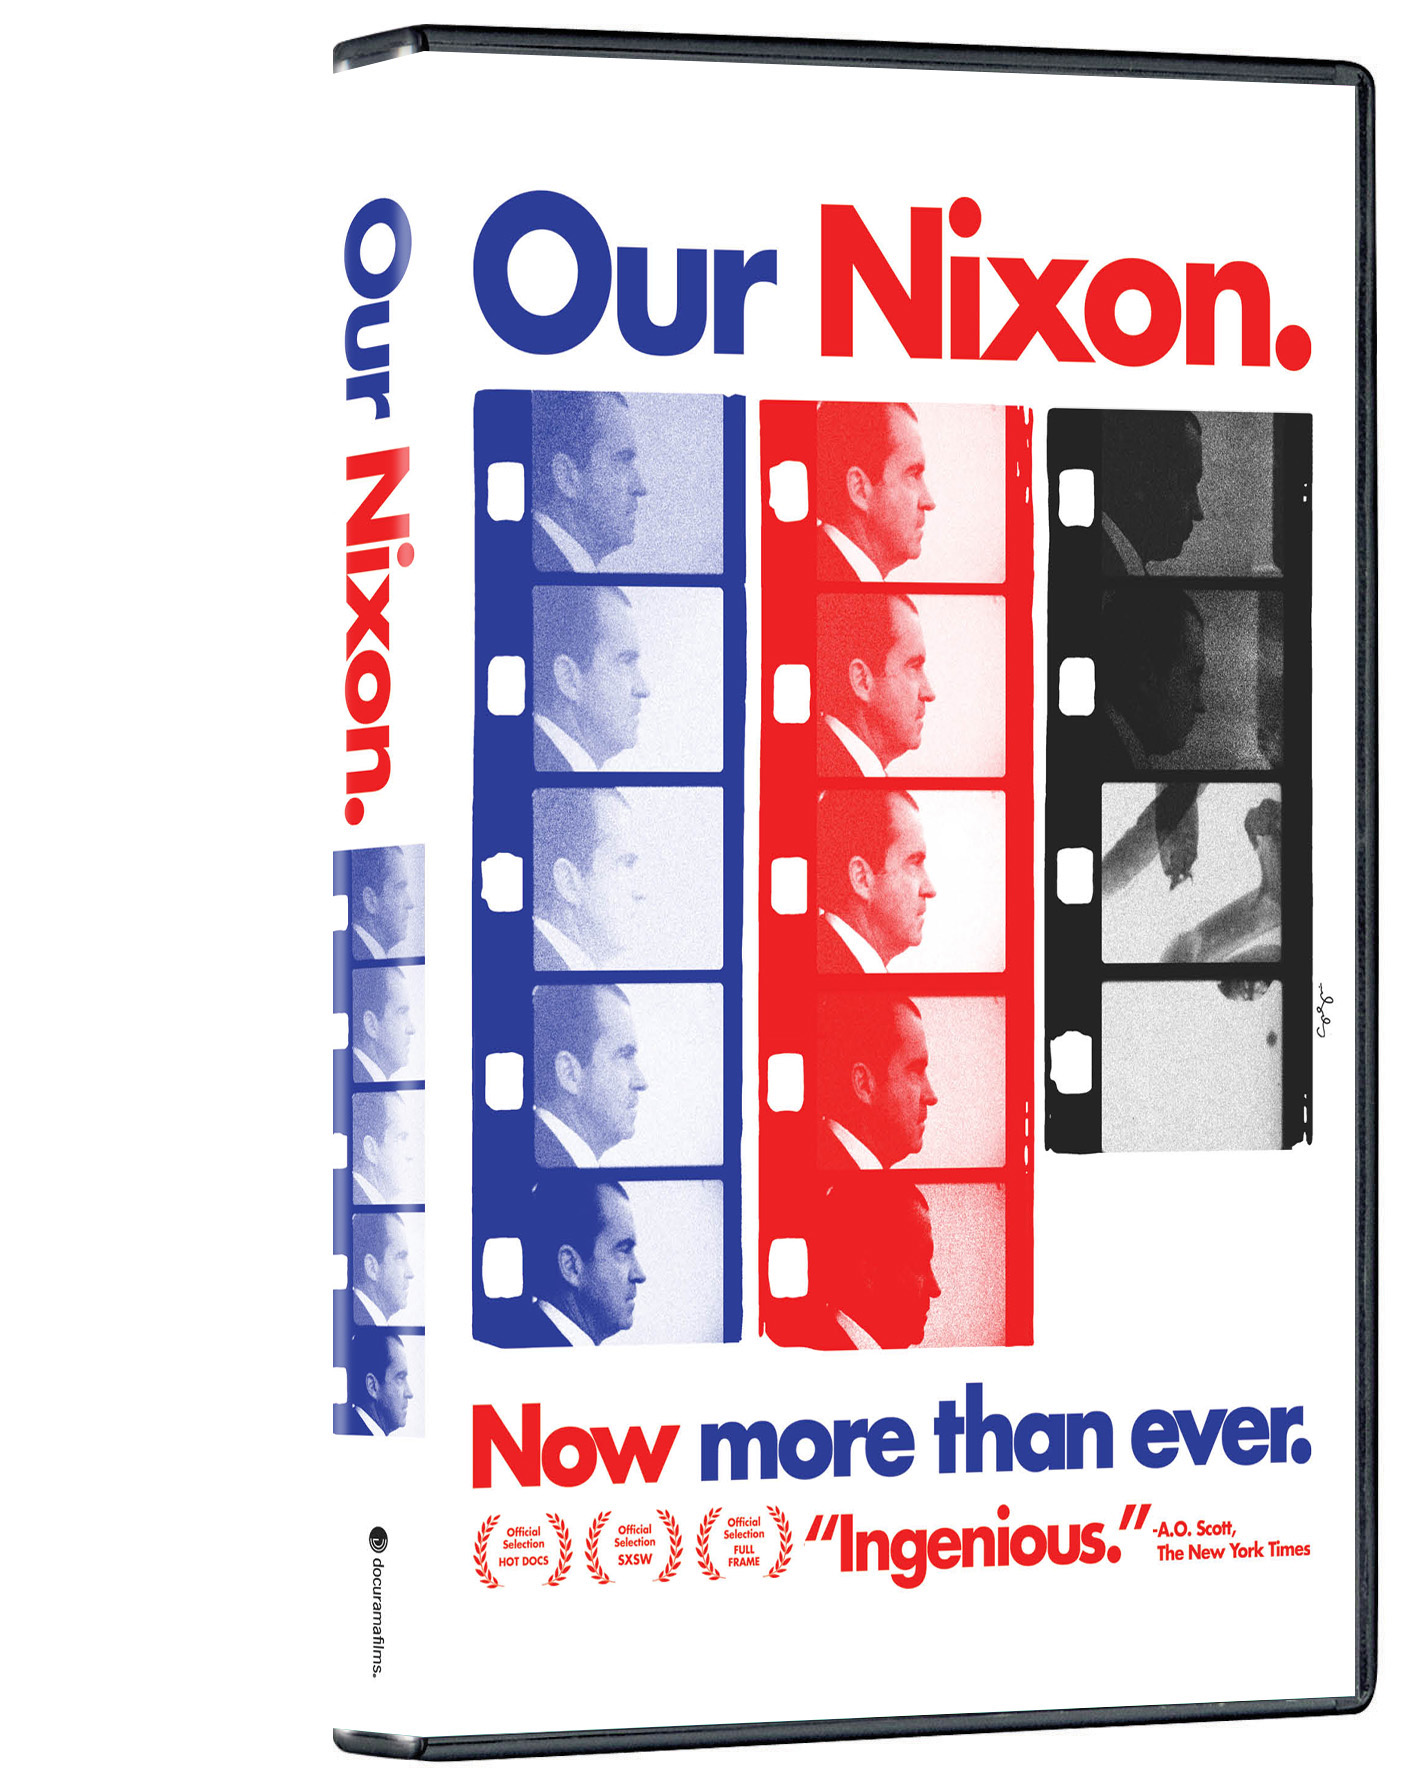 Our Nixon.
Our Nixon.
Now more than ever.
Official
Selection
HOT DOCS
Official
Selection
SXSW
Official
Selection
FULL
FRAME
“Ingenious.”
-A.O. Scott,
The New York Times
docuramafilms.